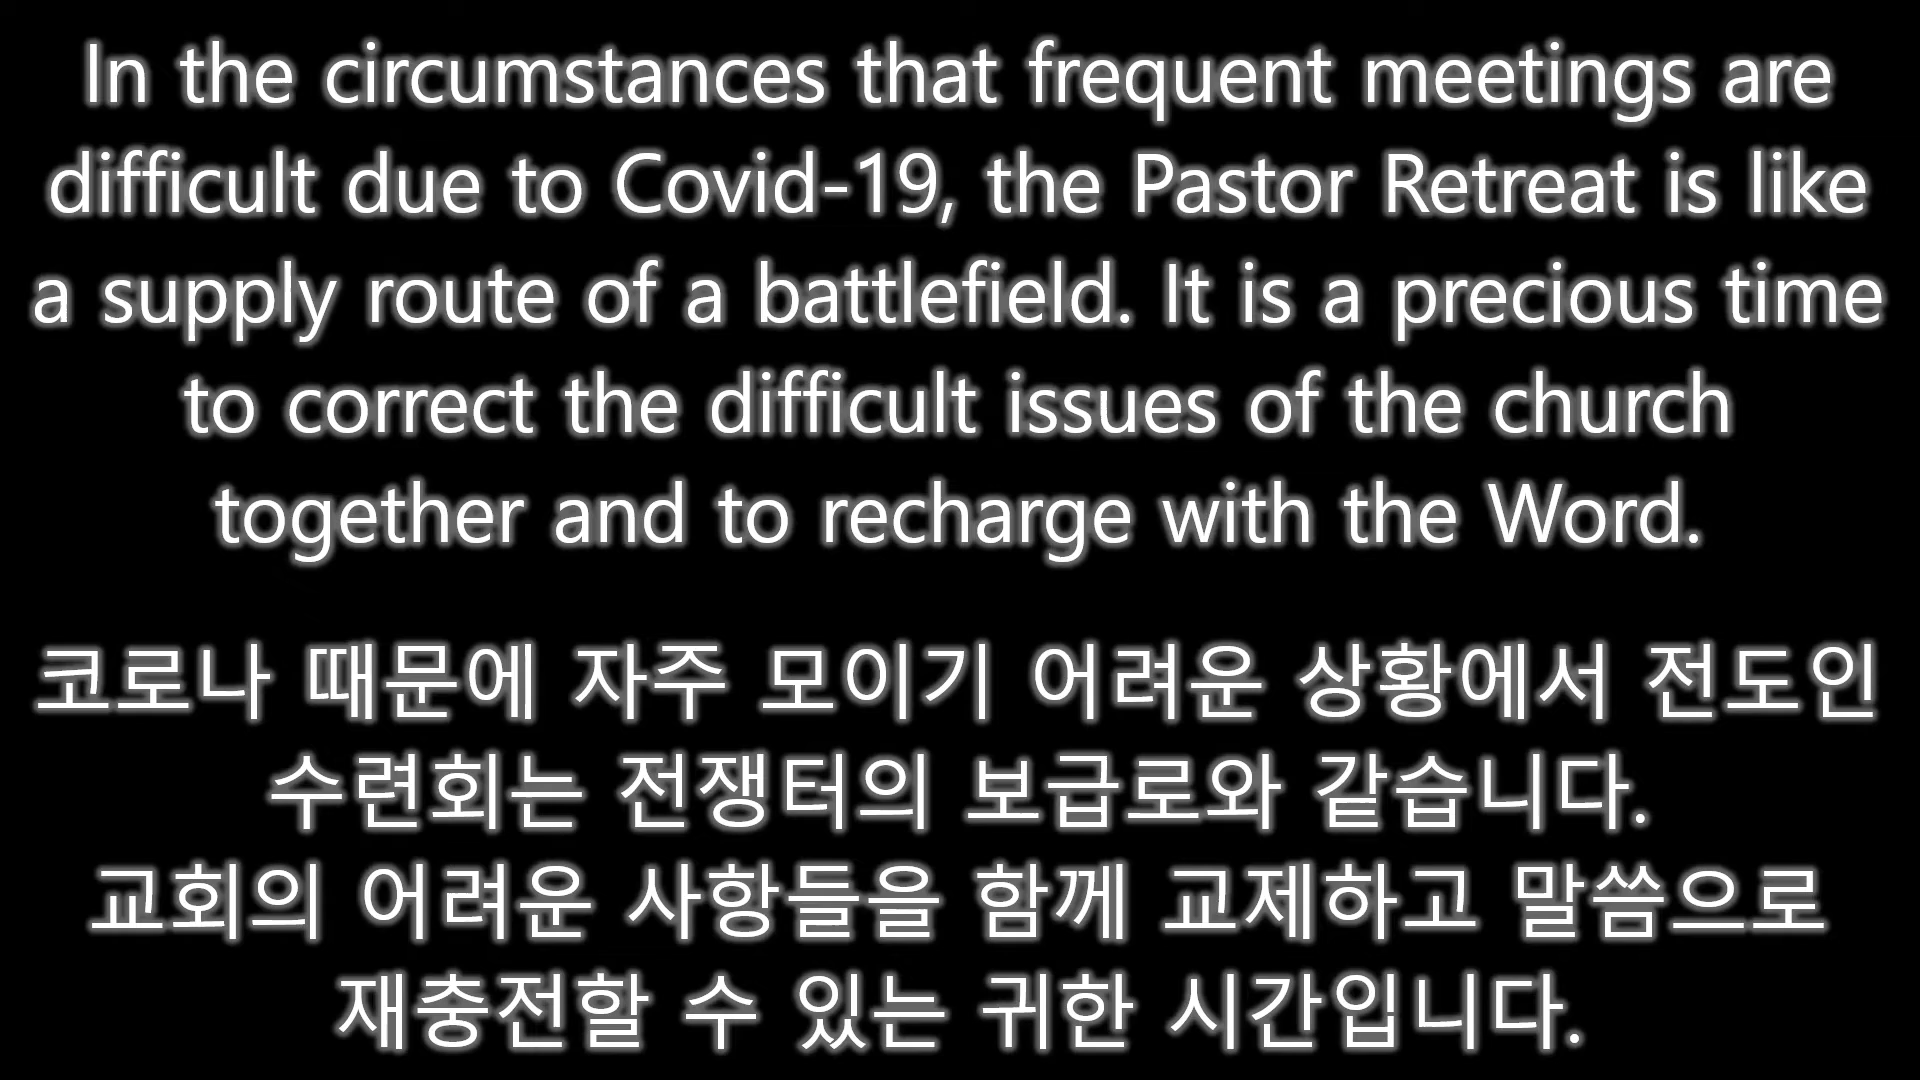 In the circumstances that frequent meetings are
difficult due to Covid-19, the Pastor Retreat is like
a supply route of a battlefield. It is a precious time
to correct the difficult issues of the church
together and to recharge with the Word.
코로나 때문에 자주 모이기 어려운 상황에서 전도인
수련회는 전쟁터의 보급로와 같습니다.
교회의 어려운 사항들을 함께 교제하고 말씀으로
재충전할 수 있는 귀한 시간입니다.